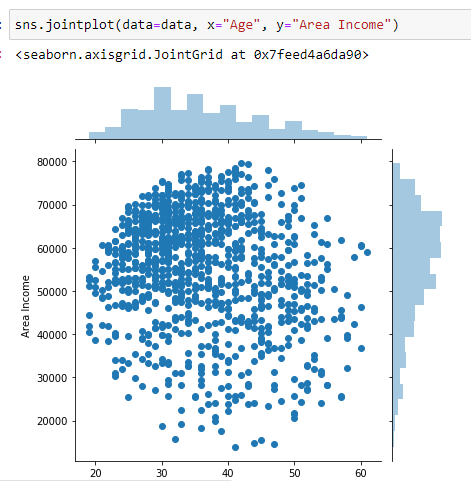 sns.jointplot(data=data, x="Age", y="Area Income")
<seaborn.axisgrid.JointGrid at 0x7feed4a6da90>
80000
70000
60000
50000
40000
30000
20000
Area Income
20 30 40 50 60